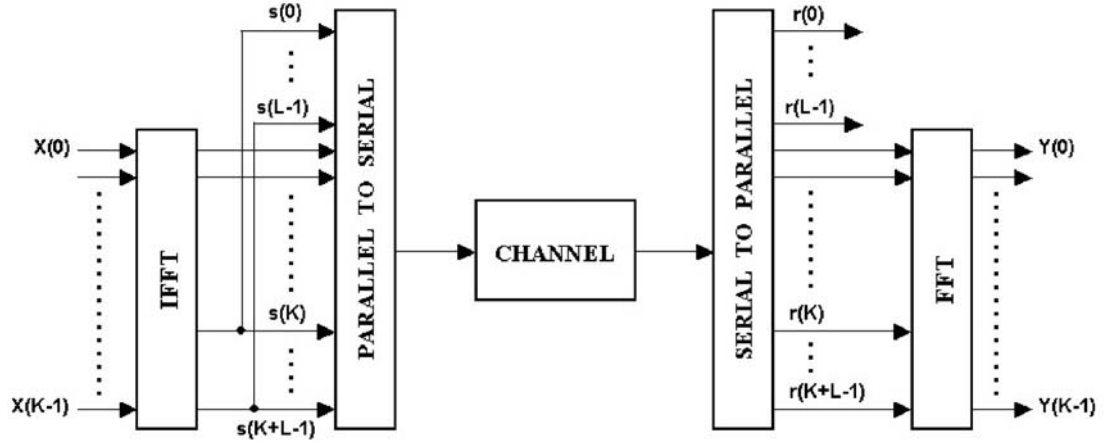 s(0)
s(L-1)
X(0)
X(K-1)
IFFT
s(K)
s(K+L-1)
PARALLEL TO SERIAL
CHANNEL
SERIAL TO PARALLEL
r(0)
r(L-1)
r(K)
r(K+L-1)
FFT
Y(0)
Y(K-1)